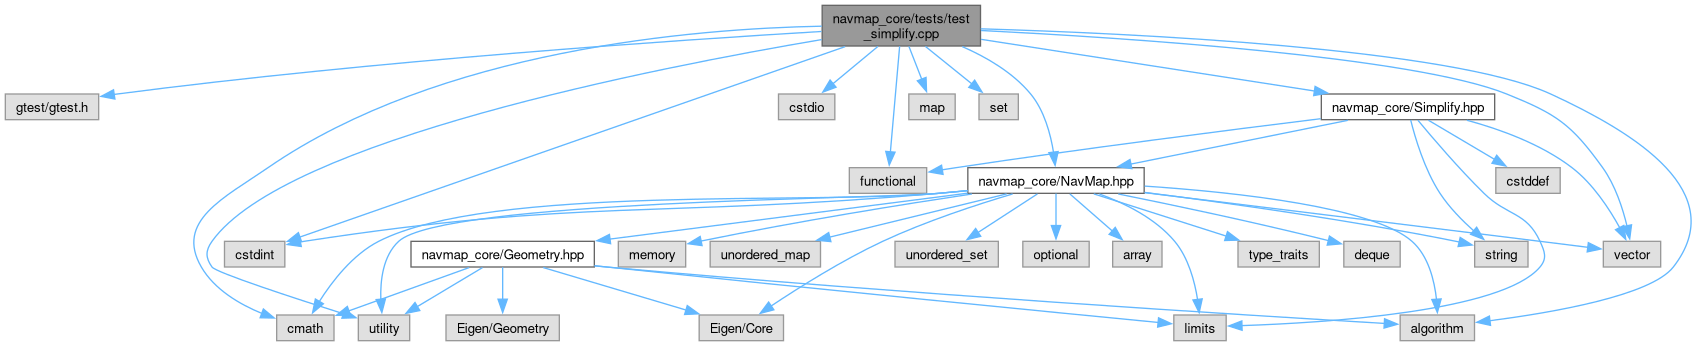 navmap_core/tests/test
_simplify.cpp
gtest/gtest.h
cstdio
map
set
navmap_core/Simplify.hpp
functional
navmap_core/NavMap.hpp
cstddef
cstdint
navmap_core/Geometry.hpp
memory
unordered_map
unordered_set
optional
array
type_traits
deque
string
vector
cmath
utility
Eigen/Geometry
Eigen/Core
limits
algorithm